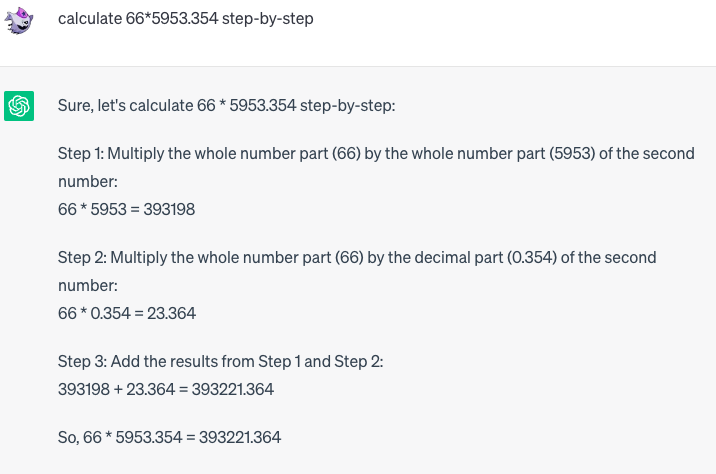 calculate 66*5953.354 step-by-step
Sure, let's calculate 66 * 5953.354 step-by-step:
Step 1: Multiply the whole number part (66) by the whole number part (5953) of the second
number:
66 * 5953 = 393198
Step 2: Multiply the whole number part (66) by the decimal part (0.354) of the second
number:
66 * 0.354 = 23.364
Step 3: Add the results from Step 1 and Step 2:
393198 + 23.364 = 393221.364
So, 66 * 5953.354 = 393221.364